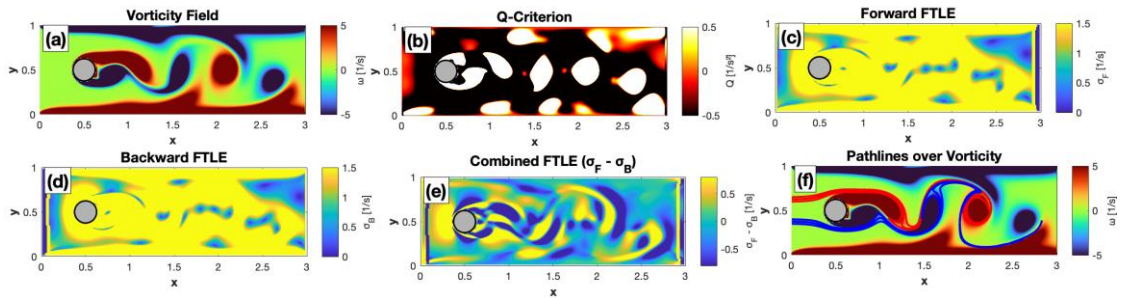 Vorticity Field
(a)
y
1
0.5
0
0
0.5
1
1.5
2
2.5
3
x
5
0
-5
ω [1/s]
Q-Criterion
(b)
y
1
0.5
0
0
0.5
1
1.5
2
2.5
3
x
0.5
0
-0.5
Q [1/s²]
Forward FTLE
(c)
y
1
0.5
0
0
0.5
1
1.5
2
2.5
3
x
1.5
1
0.5
0
σF [1/s]
Backward FTLE
(d)
y
1
0.5
0
0
0.5
1
1.5
2
2.5
3
x
1.5
1
0.5
0
σB [1/s]
Combined FTLE (σF - σB)
(e)
y
1
0.5
0
0
0.5
1
1.5
2
2.5
3
x
0.5
0
-0.5
σF - σB [1/s]
Pathlines over Vorticity
(f)
y
1
0.5
0
0
0.5
1
1.5
2
2.5
3
x
5
0
-5
ω [1/s]